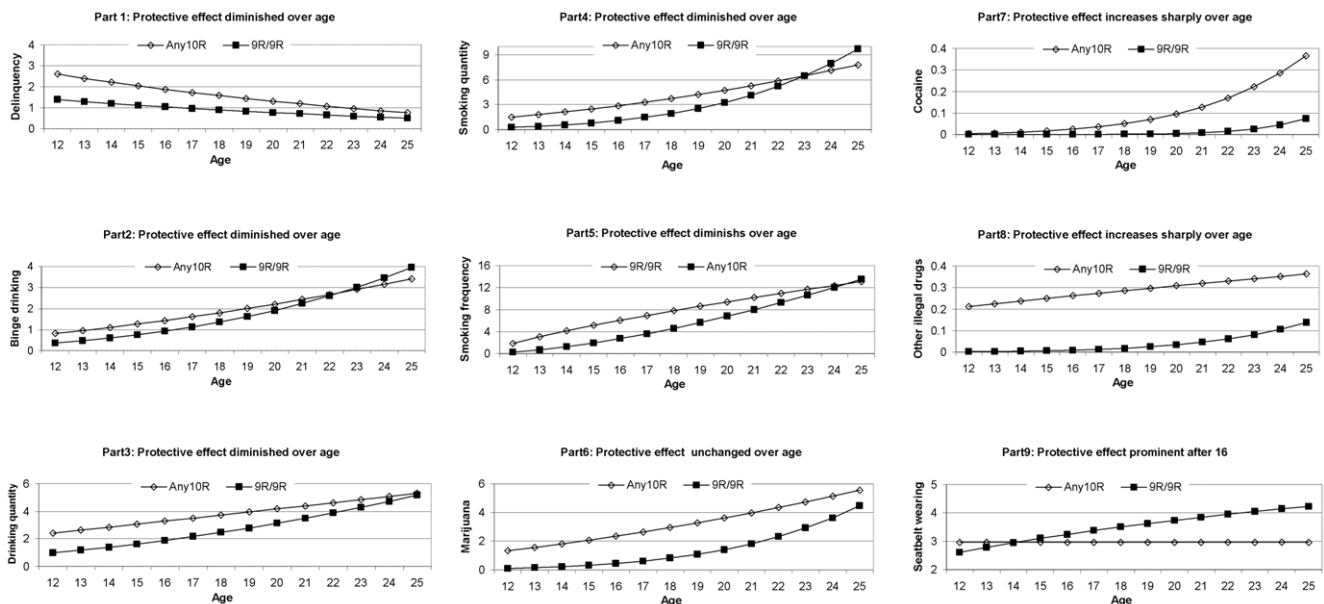 Part 1: Protective effect diminished over age
Any10R 9R/9R
Delinquency
4
3
2
1
0
12 13 14 15 16 17 18 19 20 21 22 23 24 25
Age
Part2: Protective effect diminished over age
Any10R 9R/9R
Binge drinking
4
3
2
1
0
12 13 14 15 16 17 18 19 20 21 22 23 24 25
Age
Part3: Protective effect diminished over age
Any10R 9R/9R
Drinking quantity
6
4
2
0
12 13 14 15 16 17 18 19 20 21 22 23 24 25
Age
Part4: Protective effect diminished over age
Any10R 9R/9R
Smoking quantity
9
6
3
0
12 13 14 15 16 17 18 19 20 21 22 23 24 25
Age
Part5: Protective effect diminishs over age
9R/9R Any10R
Smoking frequency
16
12
8
4
0
12 13 14 15 16 17 18 19 20 21 22 23 24 25
Age
Part6: Protective effect unchanged over age
Any10R 9R/9R
Marijuana
6
4
2
0
12 13 14 15 16 17 18 19 20 21 22 23 24 25
Age
Part7: Protective effect increases sharply over age
Any10R 9R/9R
Cocaine
0.4
0.3
0.2
0.1
0
12 13 14 15 16 17 18 19 20 21 22 23 24 25
Age
Part8: Protective effect increases sharply over age
Any10R 9R/9R
Other illegal drugs
0.4
0.3
0.2
0.1
0
12 13 14 15 16 17 18 19 20 21 22 23 24 25
Age
Part9: Protective effect prominent after 16
Any10R 9R/9R
Seatbelt wearing
5
4
3
2
12 13 14 15 16 17 18 19 20 21 22 23 24 25
Age